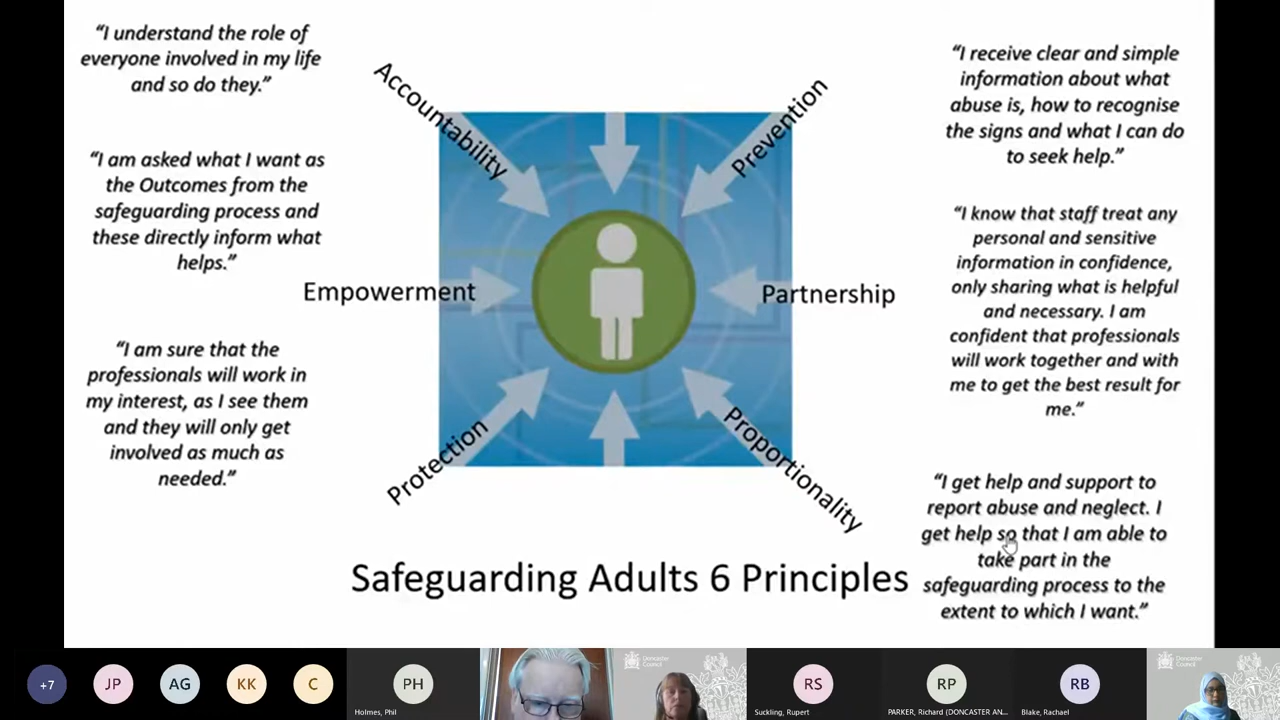 “I understand the role of
everyone involved in my life
and so do they.”
“I am asked what I want as
the Outcomes from the
safeguarding process and
these directly inform what
helps.”
“I am sure that the
professionals will work in
my interest, as I see them
and they will only get
involved as much as
needed.”
Accountability
Prevention
Empowerment
Partnership
Protection
Proportionality
Safeguarding Adults 6 Principles
“I receive clear and simple
information about what
abuse is, how to recognise
the signs and what I can do
to seek help.”
“I know that staff treat any
personal and sensitive
information in confidence,
only sharing what is helpful
and necessary. I am
confident that professionals
will work together and with
me to get the best result for
me.”
“I get help and support to
report abuse and neglect. I
get help so that I am able to
take part in the
safeguarding process to the
extent to which I want.”
+7
JP
AG
KK
C
PH
Holmes, Phil
Doncaster
Council
RS
Suckling, Rupert
RP
PARKER, Richard (DONCASTER AN...
RB
Blake, Rachael
Doncaster
Council